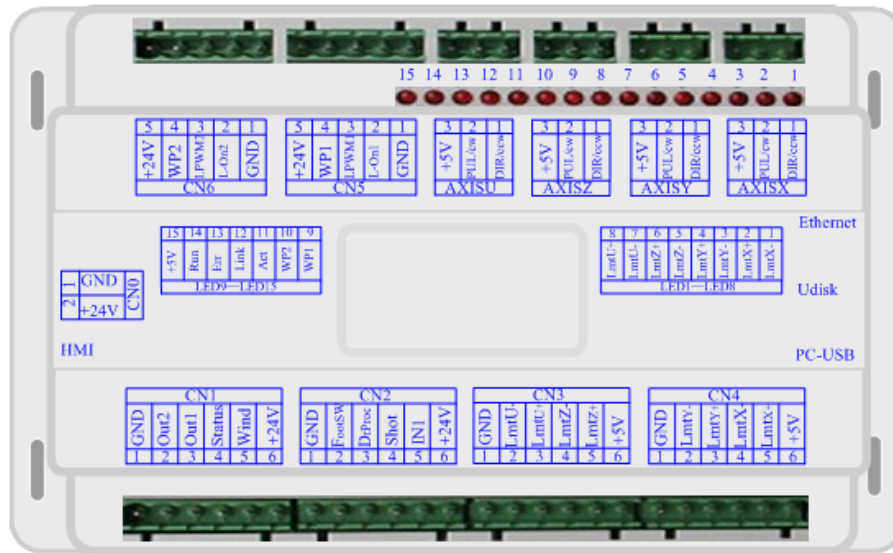 15 14 13 12 11 10 9 8 7 6 5 4 3 2 1
5 4 3 2 1
+24V WP2 LPWM2 L-On2 GND
CN6
5 4 3 2 1
+24V WP1 LPWM1 L-On1 GND
CN5
3 2 1
+5V PUL/cw DIR/ccw
AXISU
3 2 1
+5V PUL/cw DIR/ccw
AXISZ
3 2 1
+5V PUL/cw DIR/ccw
AXISY
3 2 1
+5V PUL/cw DIR/ccw
AXISX
Ethernet
15 14 13 12 11 10 9
+5V Run Err Link Act WP2 WP1
LED9—LED15
8 7 6 5 4 3 2 1
LmtU+ LmtU- LmtZ+ LmtZ- LmtY+ LmtY- LmtX+ LmtX-
LED1—LED8
1 GND
2 +24V
CN0
Udisk
HMI
PC-USB
CN1
GND Out2 Out1 Status Wind +24V
1 2 3 4 5 6
CN2
GND FootSW DrProc Shot IN1 +24V
1 2 3 4 5 6
CN3
GND LmtU- LmtU+ LmtZ- LmtZ+ +5V
1 2 3 4 5 6
CN4
GND LmtY- LmtY+ LmtX- LmtX+ +5V
1 2 3 4 5 6